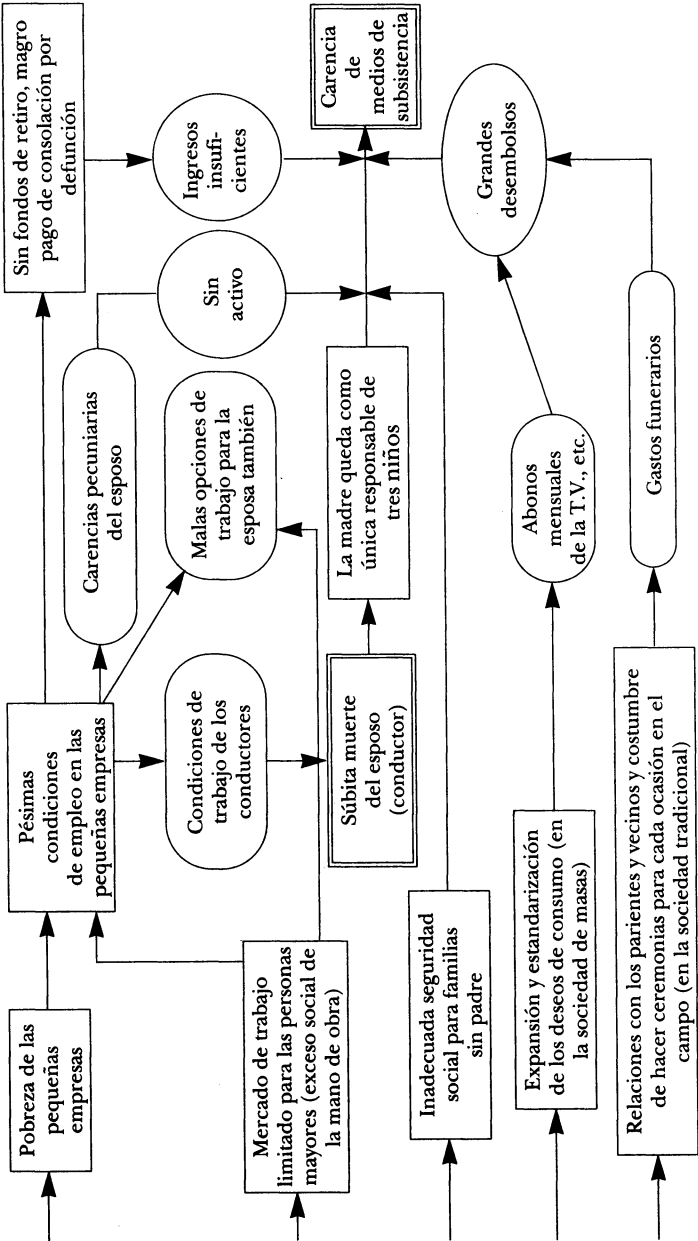 Pobreza de las
pequeñas
empresas
Pésimas
condiciones
de empleo en las
pequeñas empresas
Carencias pecuniarias
del esposo
Sin fondos de retiro, magro
pago de consolación por
defunción
Mercado de trabajo
limitado para las personas
mayores (exceso social de
la mano de obra)
Condiciones de
trabajo de los
conductores
Malas opciones de
trabajo para la
esposa también
Sin
activo
Ingresos
insufi-
cientes
Súbita muerte
del esposo
(conductor)
La madre queda como
única responsable de
tres niños
Carencia
de
medios de
subsistencia
Inadecuada seguridad
social para familias
sin padre
Expansión y estandarización
de los deseos de consumo (en
la sociedad de masas)
Abonos
mensuales
de la T.V., etc.
Grandes
desembolsos
Relaciones con los parientes y vecinos y costumbre
de hacer ceremonias para cada ocasión en el
campo (en la sociedad tradicional)
Gastos funerarios